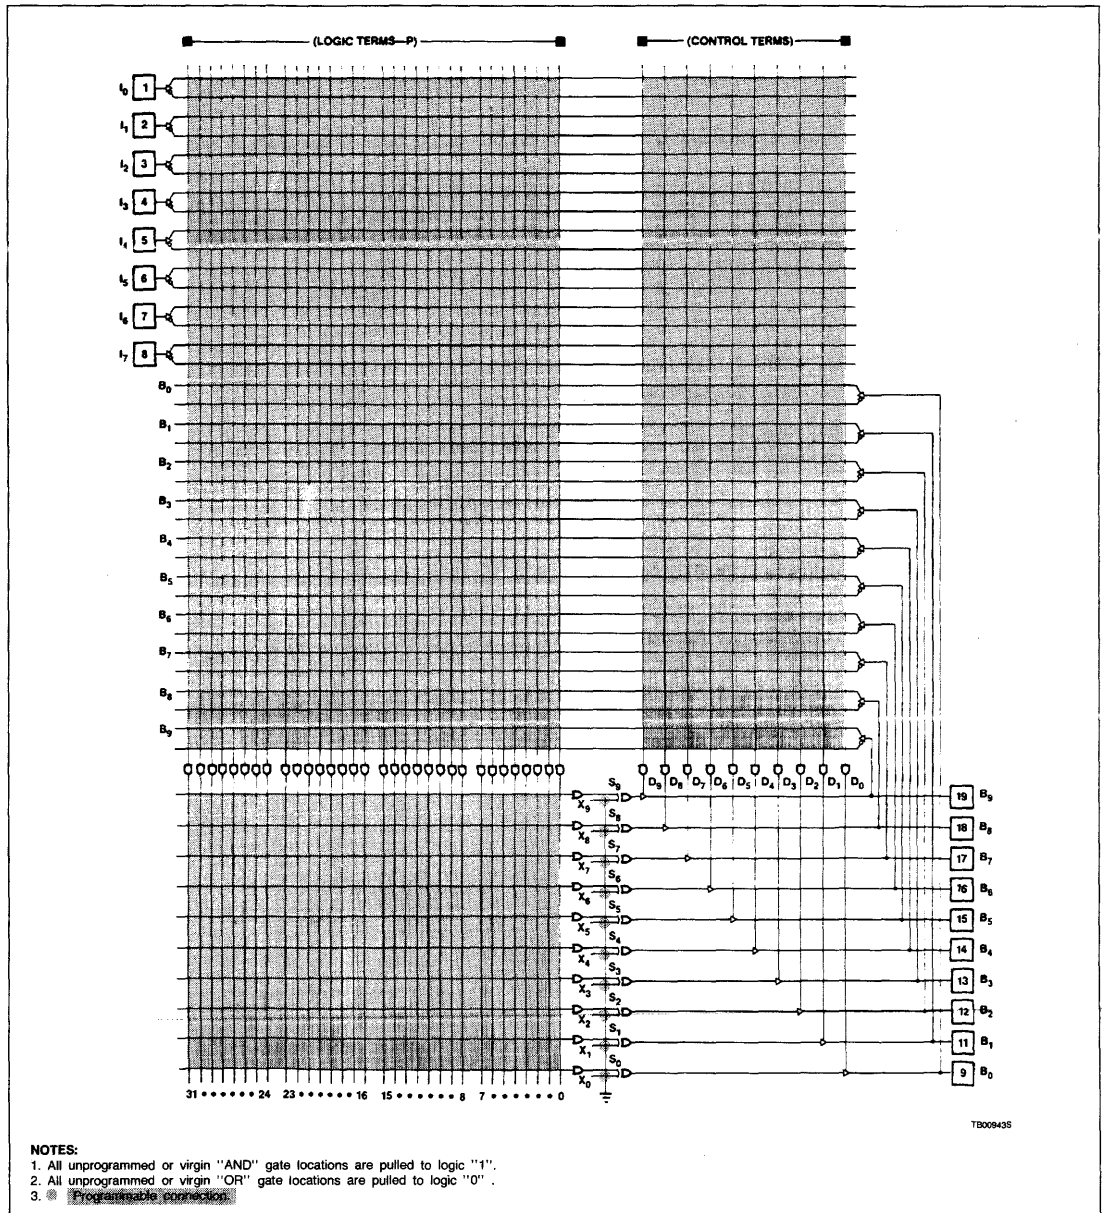 (LOGIC TERMS—P) (CONTROL TERMS)
I0 1
I1 2
I2 3
I3 4
I4 5
I5 6
I6 7
I7 8
B0
B1
B2
B3
B4
B5
B6
B7
B8
B9
S9 D9 D8 D7 D6 D5 D4 D3 D2 D1 D0
X9 19 B9
S8
X8 18 B8
S7
X7 17 B7
S6
X6 16 B6
S5
X5 15 B5
S4
X4 14 B4
S3
X3 13 B3
S2
X2 12 B2
S1
X1 11 B1
S0
X0 9 B0
31 • • • • • • 24 23 • • • • • • 16 15 • • • • • • 8 7 • • • • • • 0
TB00943S
NOTES:
1. All unprogrammed or virgin "AND" gate locations are pulled to logic "1".
2. All unprogrammed or virgin "OR" gate locations are pulled to logic "0" .
3. Programmable connection.